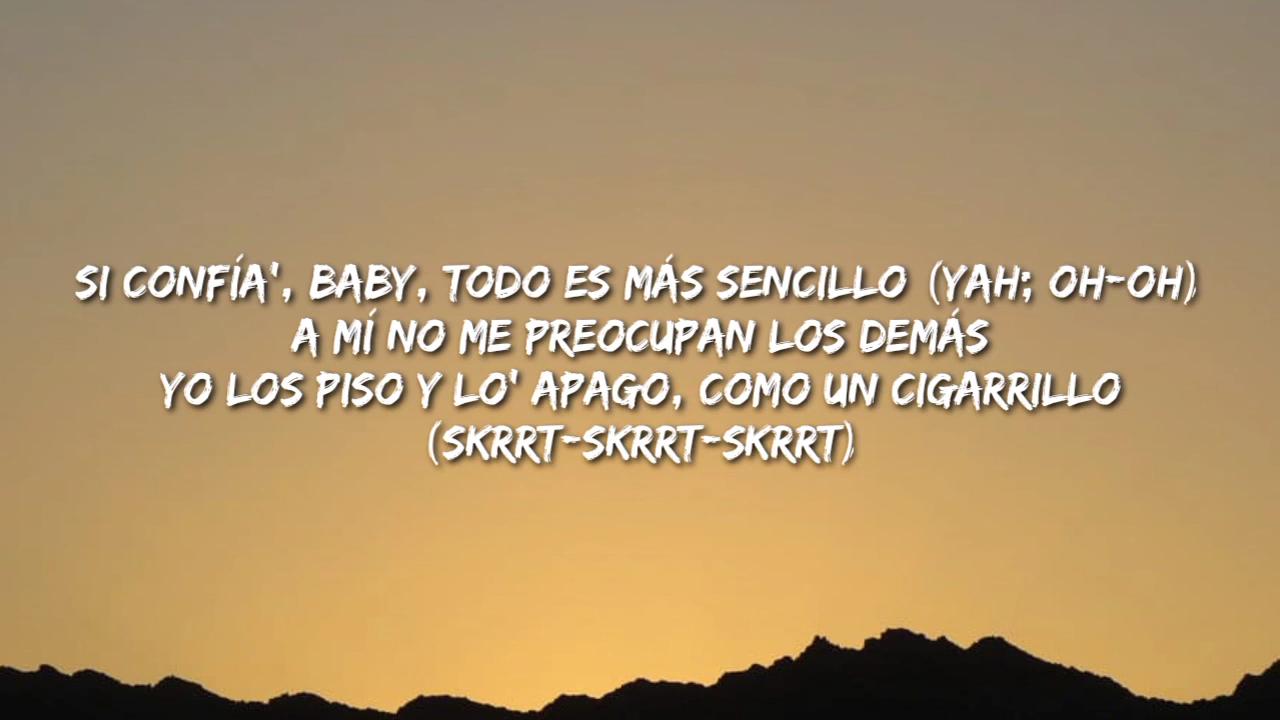 SI CONFÍA', BABY, TODO ES MÁS SENCILLO (YAH; OH-OH)
A MÍ NO ME PREOCUPAN LOS DEMÁS
YO LOS PISO Y LO' APAGO, COMO UN CIGARRILLO
(SKRRT-SKRRT-SKRRT)